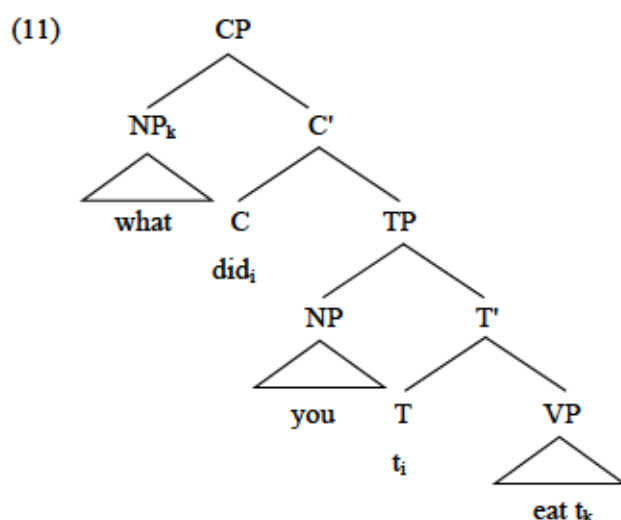 (11) CP
NPk C'
what C TP
didi
NP T'
you T VP
ti
eat tk